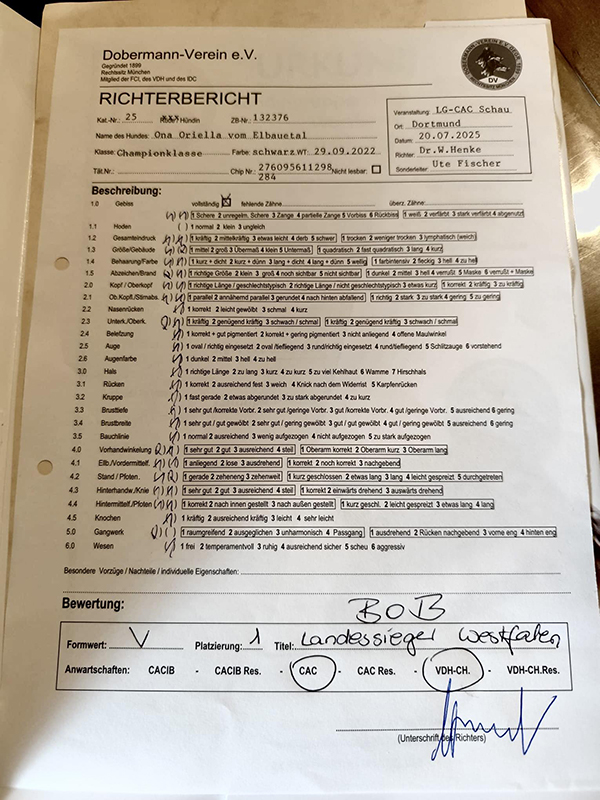 Dobermann-Verein e.V.
Gegründet 1899
Rechtssitz München
Mitglied der FCI, des VDH und des IDC
DV
RICHTERBERICHT
Kat.-Nr.: 25 Hündin ZB-Nr.: 132376
Name des Hundes: Ona Oriella vom Elbauetal
Klasse: Championklasse Farbe: schwarz WT: 29.09.2022
Tät.Nr.: Chip Nr.: 276095611298 Nicht lesbar:
284
Veranstaltung: LG-CAC Schau
Ort: Dortmund
Datum: 20.07.2025
Richter: Dr.W.Henke
Sonderleiter: Ute Fischer
Beschreibung:
1.0 Gebiss vollständig fehlende Zähne: überz. Zähne:
1 Schere 2 unregelm. Schere 3 Zange 4 partielle Zange 5 Vorbiss 6 Rückbiss 1 weiß 2 verfärbt 3 stark verfärbt 4 abgenutzt
1.1 Hoden ( ) 1 normal 2 klein 3 ungleich
1.2 Gesamteindruck 1 kräftig 2 mittelkräftig 3 etwas leicht 4 derb 5 schwer 1 trocken 2 weniger trocken 3 lymphatisch (weich)
1.3 Größe/Gebäude 1 mittel 2 groß 3 Übermaß 4 klein 5 Untermaß 1 quadratisch 2 fast quadratisch 3 lang 4 kurz
1.4 Behaarung/Farbe 1 kurz + dicht 2 kurz + dünn 3 lang + dicht 4 lang + dünn 5 wellig 1 farbintensiv 2 fleckig 3 hell 4 zu hell
1.5 Abzeichen/Brand 1 richtige Größe 2 klein 3 groß 4 noch sichtbar 5 nicht sichtbar 1 dunkel 2 mittel 3 hell 4 verrußt 5 Maske 6 verrußt + Maske
2.0 Kopf / Oberkopf 1 richtige Länge / geschlechtstypisch 2 richtige Länge / nicht geschlechtstypisch 3 etwas kurz 1 korrekt 2 kräftig 3 zu kräftig
2.1 Ob.Kopf/Stirnabs. 1 parallel 2 annähernd parallel 3 gerundet 4 nach hinten abfallend 1 richtig 2 stark 3 zu stark 4 gering 5 zu gering
2.2 Nasenrücken 1 korrekt 2 leicht gewölbt 3 schmal 4 kurz
2.3 Unterk./Oberk. 1 kräftig 2 genügend kräftig 3 schwach / schmal 1 kräftig 2 genügend kräftig 3 schwach / schmal
2.4 Belefzung 1 korrekt + gut pigmentiert 2 korrekt + gering pigmentiert 3 nicht anliegend 4 offene Maulwinkel
2.5 Auge 1 oval / richtig eingesetzt 2 oval /tiefliegend 3 rund/richtig eingesetzt 4 rund/tiefliegend 5 Schlitzauge 6 vorstehend
2.6 Augenfarbe 1 dunkel 2 mittel 3 hell 4 zu hell
3.0 Hals 1 richtige Länge 2 zu lang 3 kurz 4 zu kurz 5 zu viel Kehlhaut 6 Wamme 7 Hirschhals
3.1 Rücken 1 korrekt 2 ausreichend fest 3 weich 4 Knick nach dem Widerrist 5 Karpfenrücken
3.2 Kruppe 1 fast gerade 2 etwas abgerundet 3 zu stark abgerundet 4 zu kurz
3.3 Brusttiefe 1 sehr gut /korrekte Vorbr. 2 sehr gut /geringe Vorbr. 3 gut /korrekte Vorbr. 4 gut /geringe Vorbr. 5 ausreichend 6 gering
3.4 Brustbreite 1 sehr gut / gut gewölbt 2 sehr gut / gering gewölbt 3 gut / gut gewölbt 4 gut / gering gewölbt 5 ausreichend 6 gering
3.5 Bauchlinie 1 normal 2 ausreichend 3 wenig aufgezogen 4 nicht aufgezogen 5 zu stark aufgezogen
4.0 Vorhandwinkelung 1 sehr gut 2 gut 3 ausreichend 4 steil 1 Oberarm korrekt 2 Oberarm kurz 3 Oberarm lang
4.1 Ellb./Vordermittelf. 1 anliegend 2 lose 3 ausdrehend 1 korrekt 2 noch korrekt 3 nachgebend
4.2 Stand / Pfoten. 1 gerade 2 zeheneng 3 zehenweit 1 kurz geschlossen 2 etwas lang 3 lang 4 leicht gespreizt 5 durchgetreten
4.3 Hinterhandw./Knie 1 sehr gut 2 gut 3 ausreichend 4 steil 1 korrekt 2 einwärts drehend 3 auswärts drehend
4.4 Hintermittelf./Pfoten 1 korrekt 2 nach innen gestellt 3 nach außen gestellt 1 kurz geschl. 2 leicht gespreizt 3 etwas lang 4 lang
4.5 Knochen 1 kräftig 2 ausreichend kräftig 3 leicht 4 sehr leicht
5.0 Gangwerk 1 raumgreifend 2 ausgeglichen 3 unharmonisch 4 Passgang 1 ausdrehend 2 Rücken nachgebend 3 vorne eng 4 hinten eng
6.0 Wesen 1 frei 2 temperamentvoll 3 ruhig 4 ausreichend sicher 5 scheu 6 aggressiv
Besondere Vorzüge / Nachteile / individuelle Eigenschaften:
Bewertung: BOB
Formwert: V Platzierung: 1 Titel: Landessieger Westfalen
Anwartschaften: CACIB - CACIB Res. - CAC - CAC Res. - VDH-CH. - VDH-CH.Res.
(Unterschrift des Richters)